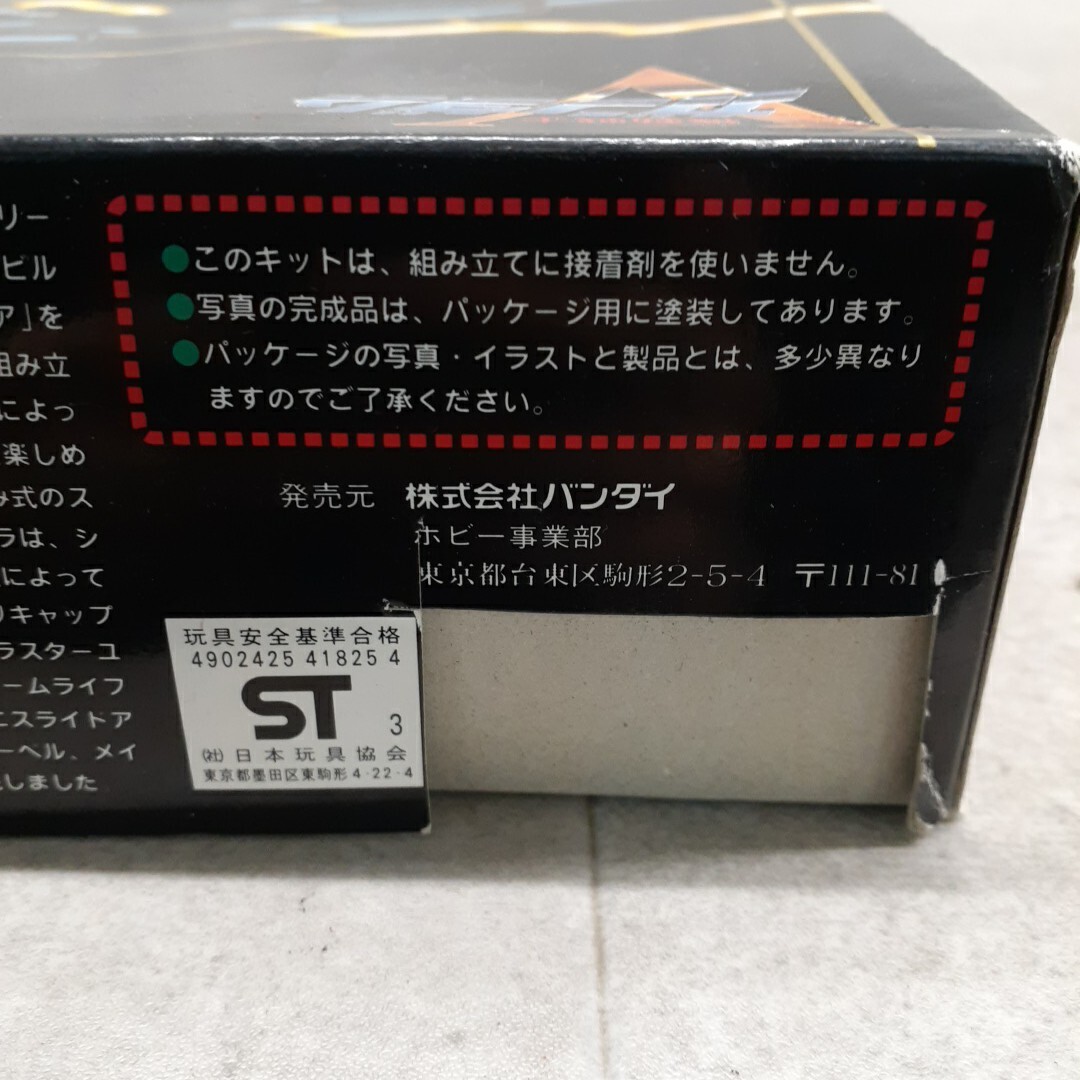 リー
ビル
ア」を
組み立
によっ
楽しめ
み式のス
ラは、シ
によって
りキャップ
ラスターユ
ームライフ
エスライドア
ーベル、メイ
しました
●このキットは、組み立てに接着剤を使いません。
●写真の完成品は、パッケージ用に塗装してあります。
●パッケージの写真・イラストと製品とは、多少異なり
ますのでご了承ください。
発売元 株式会社バンダイ
ホビー事業部
東京都台東区駒形2-5-4 〒111-81
玩具安全基準合格
4902425 41825 4
ST 3
(社)日本玩具協会
東京都墨田区東駒形4-22-4